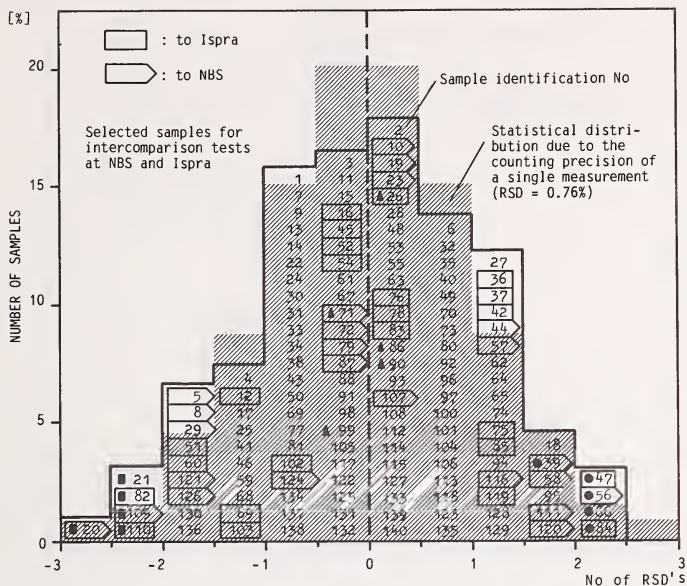 [%]
: to Ispra
: to NBS
Sample identification No
Selected samples for
intercomparison tests
at NBS and Ispra
Statistical distri-
bution due to the
counting precision of
a single measurement
(RSD = 0.76%)
NUMBER OF SAMPLES
20
15
10
5
0
2
10
3 19
1 11 23
7 15 26
9 16 28
13 45 48 6
14 52 53 32
22 54 55 35 27
24 61 63 40 36
30 67 76 49 37
31 71 78 70 42
33 72 83 73 44
34 79 86 80 57
38 87 90 92 62
4 43 88 93 96 64
5 12 50 91 107 97 65
8 17 69 98 108 100 74
29 25 77 99 112 101 75
51 41 81 105 114 104 18
60 46 102 117 115 106 94 39
21 121 59 124 122 127 113 116 58 47
82 126 68 134 125 133 118 119 95 56
130 131 139 123 128
20 110 136 103 138 132 140 135 129 120 84
-3 -2 -1 0 1 2 3
No of RSD's